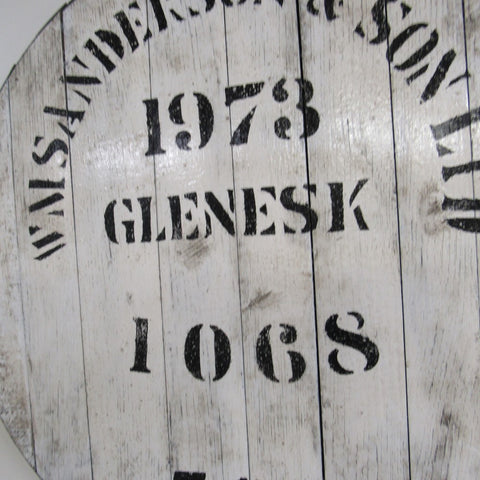 WM SANDERSON & SON LTD
1973
GLENESK
1068